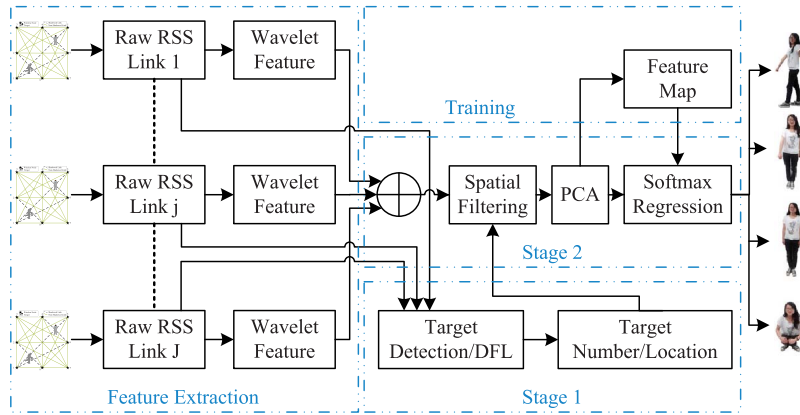 Raw RSS
Link 1
Wavelet
Feature
Feature
Map
Training
Raw RSS
Link j
Wavelet
Feature
Spatial
Filtering
PCA
Softmax
Regression
Stage 2
Raw RSS
Link J
Wavelet
Feature
Target
Detection/DFL
Target
Number/Location
Feature Extraction
Stage 1